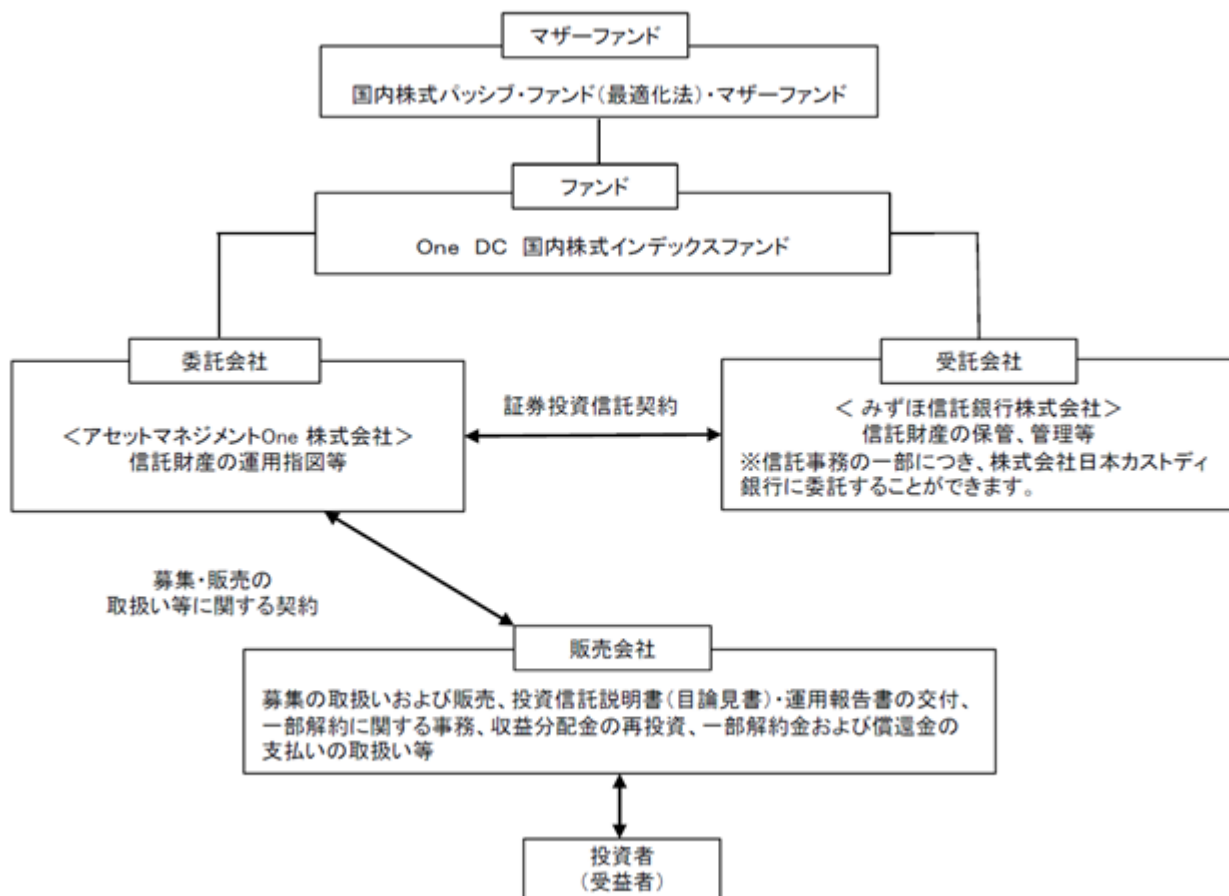 マザーファンド
国内株式パッシブ・ファンド(最適化法)・マザーファンド
ファンド
One DC 国内株式インデックスファンド
委託会社
<アセットマネジメントOne 株式会社>
信託財産の運用指図等
証券投資信託契約
受託会社
< みずほ信託銀行株式会社>
信託財産の保管、管理等
※信託事務の一部につき、株式会社日本カストディ
銀行に委託することができます。
募集・販売の
取扱い等に関する契約
販売会社
募集の取扱いおよび販売、投資信託説明書(目論見書)・運用報告書の交付、
一部解約に関する事務、収益分配金の再投資、一部解約金および償還金の
支払いの取扱い等
投資者
(受益者)